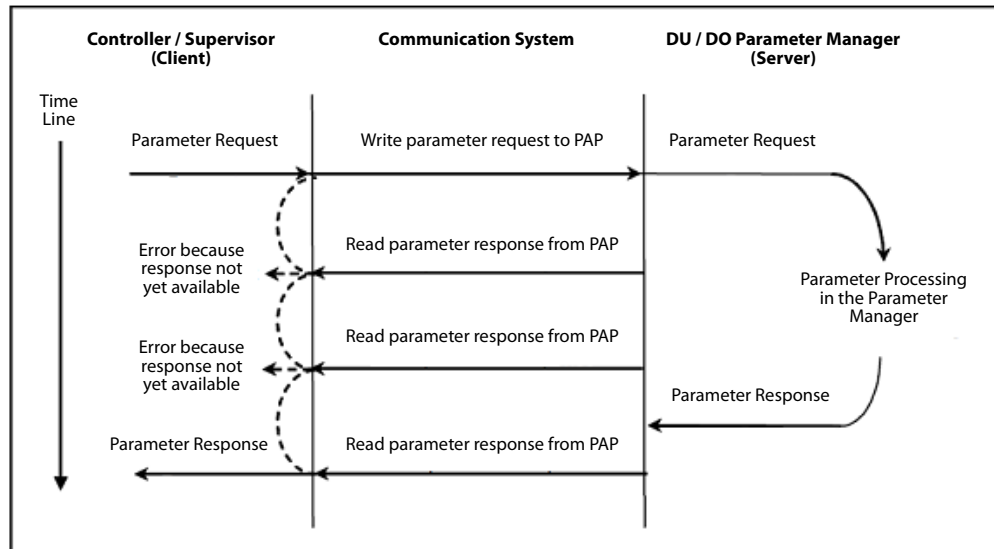 Controller / Supervisor
(Client)
Communication System
DU / DO Parameter Manager
(Server)
Time
Line
Parameter Request
Write parameter request to PAP
Parameter Request
Error because
response not
yet available
Read parameter response from PAP
Parameter Processing
in the Parameter
Manager
Error because
response not
yet available
Read parameter response from PAP
Parameter Response
Parameter Response
Read parameter response from PAP